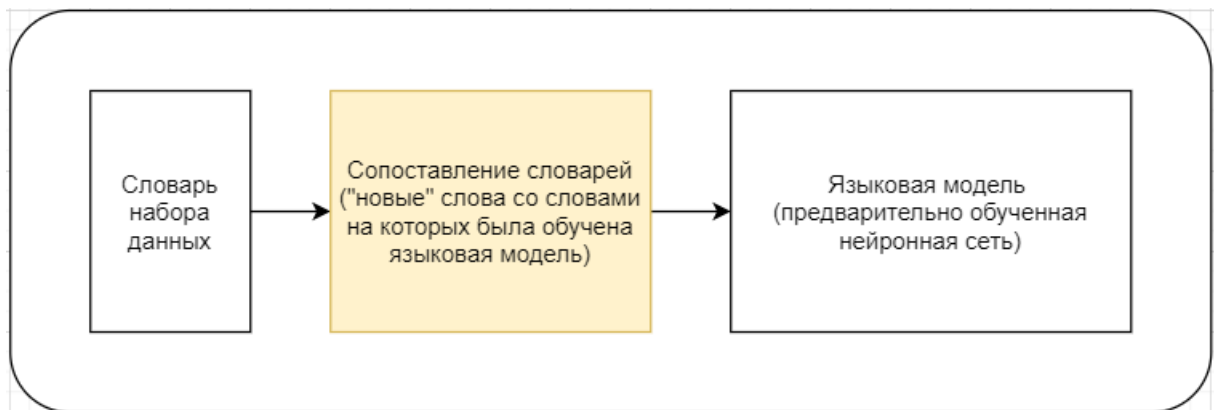 Словарь
набора
данных
Сопоставление словарей
("новые" слова со словами
на которых была обучена
языковая модель)
Языковая модель
(предварительно обученная
нейронная сеть)